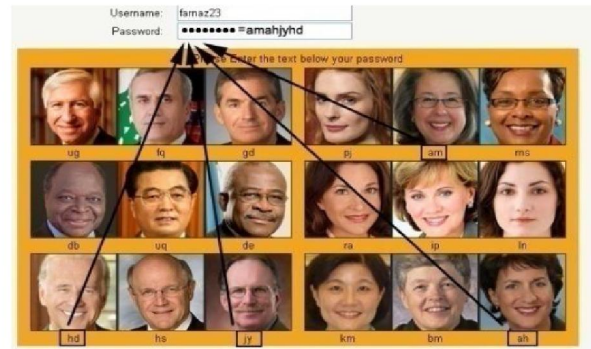 Username: farnaz23
Password: ●●●●●●●● =amahjyhd
Please Enter the text below your password
ug fq gd pj am ms
db uq de ra ip ln
hd hs jy km bm ah